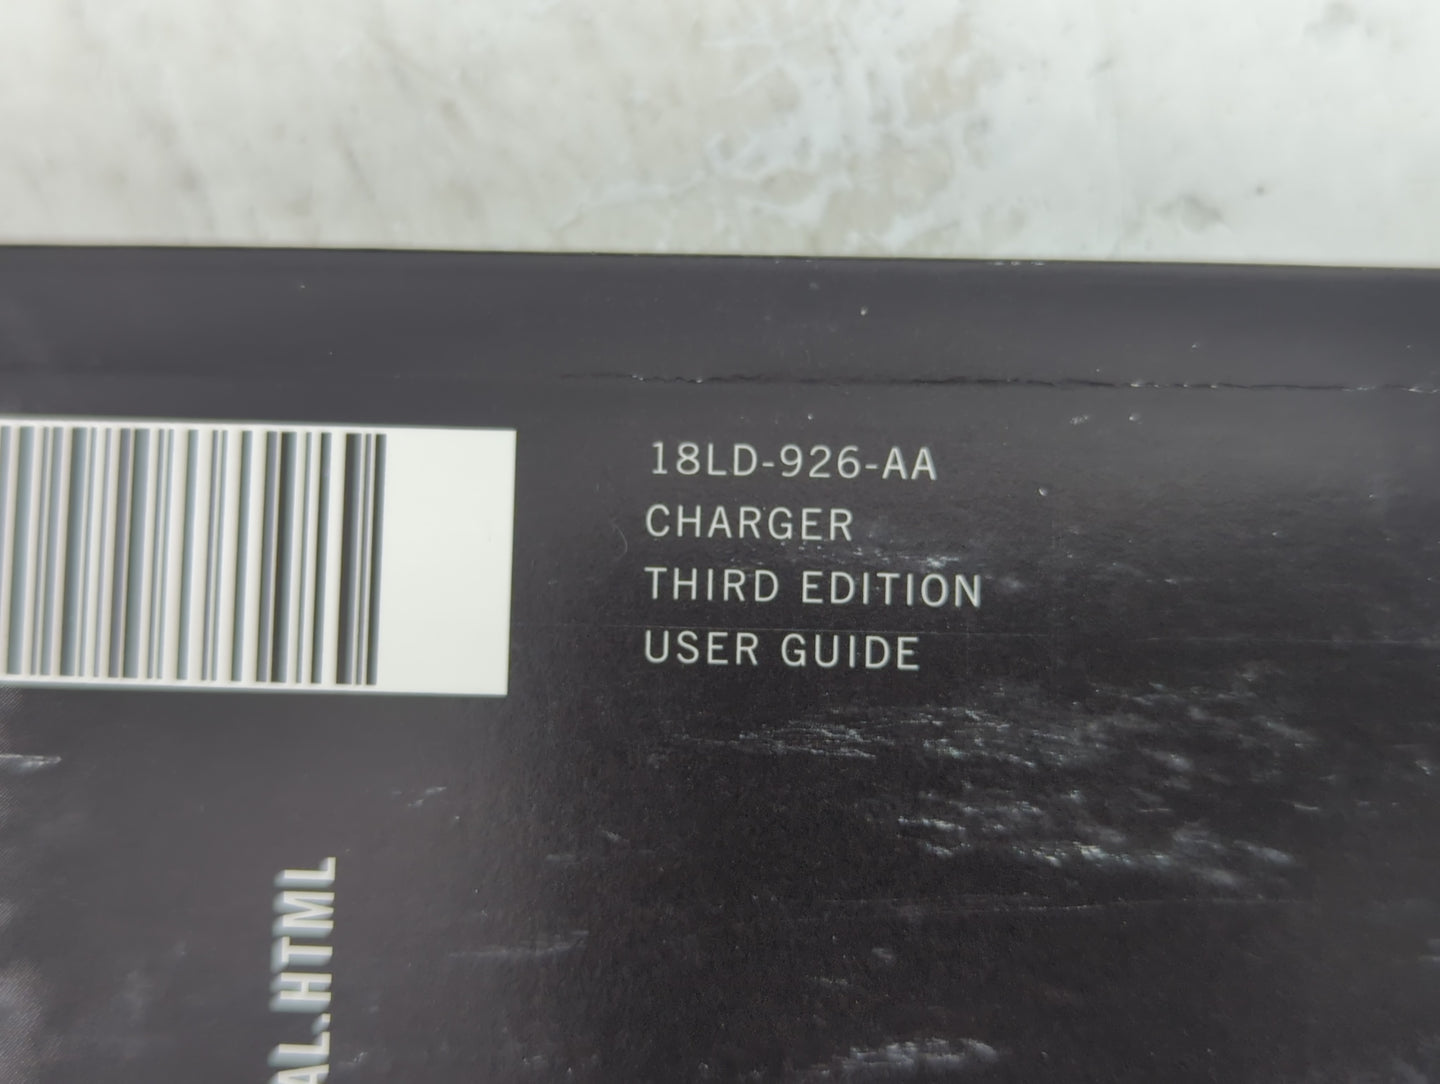 18LD-926-AA
CHARGER
THIRD EDITION
USER GUIDE
AL.HTML